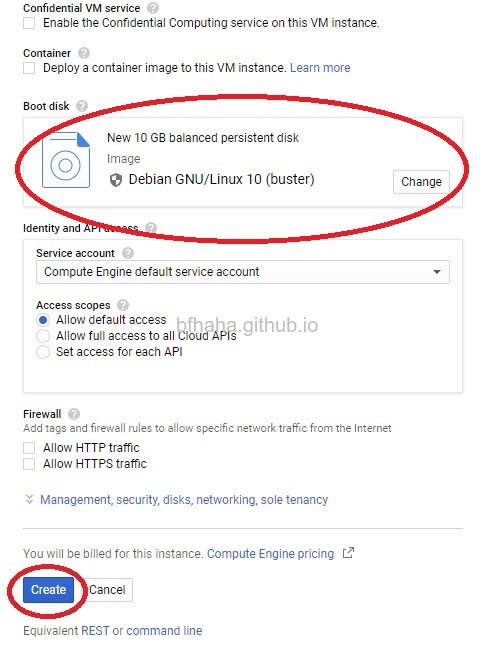 Confidential VM service ?
Enable the Confidential Computing service on this VM instance.
Container ?
Deploy a container image to this VM instance. Learn more
Boot disk ?
New 10 GB balanced persistent disk
Image
Debian GNU/Linux 10 (buster)
Change
Identity and API access ?
Service account ?
Compute Engine default service account
Access scopes ?
Allow default access
bfhaha.github.io
Allow full access to all Cloud APIs
Set access for each API
Firewall ?
Add tags and firewall rules to allow specific network traffic from the Internet
Allow HTTP traffic
Allow HTTPS traffic
Management, security, disks, networking, sole tenancy
You will be billed for this instance. Compute Engine pricing
Create Cancel
Equivalent REST or command line